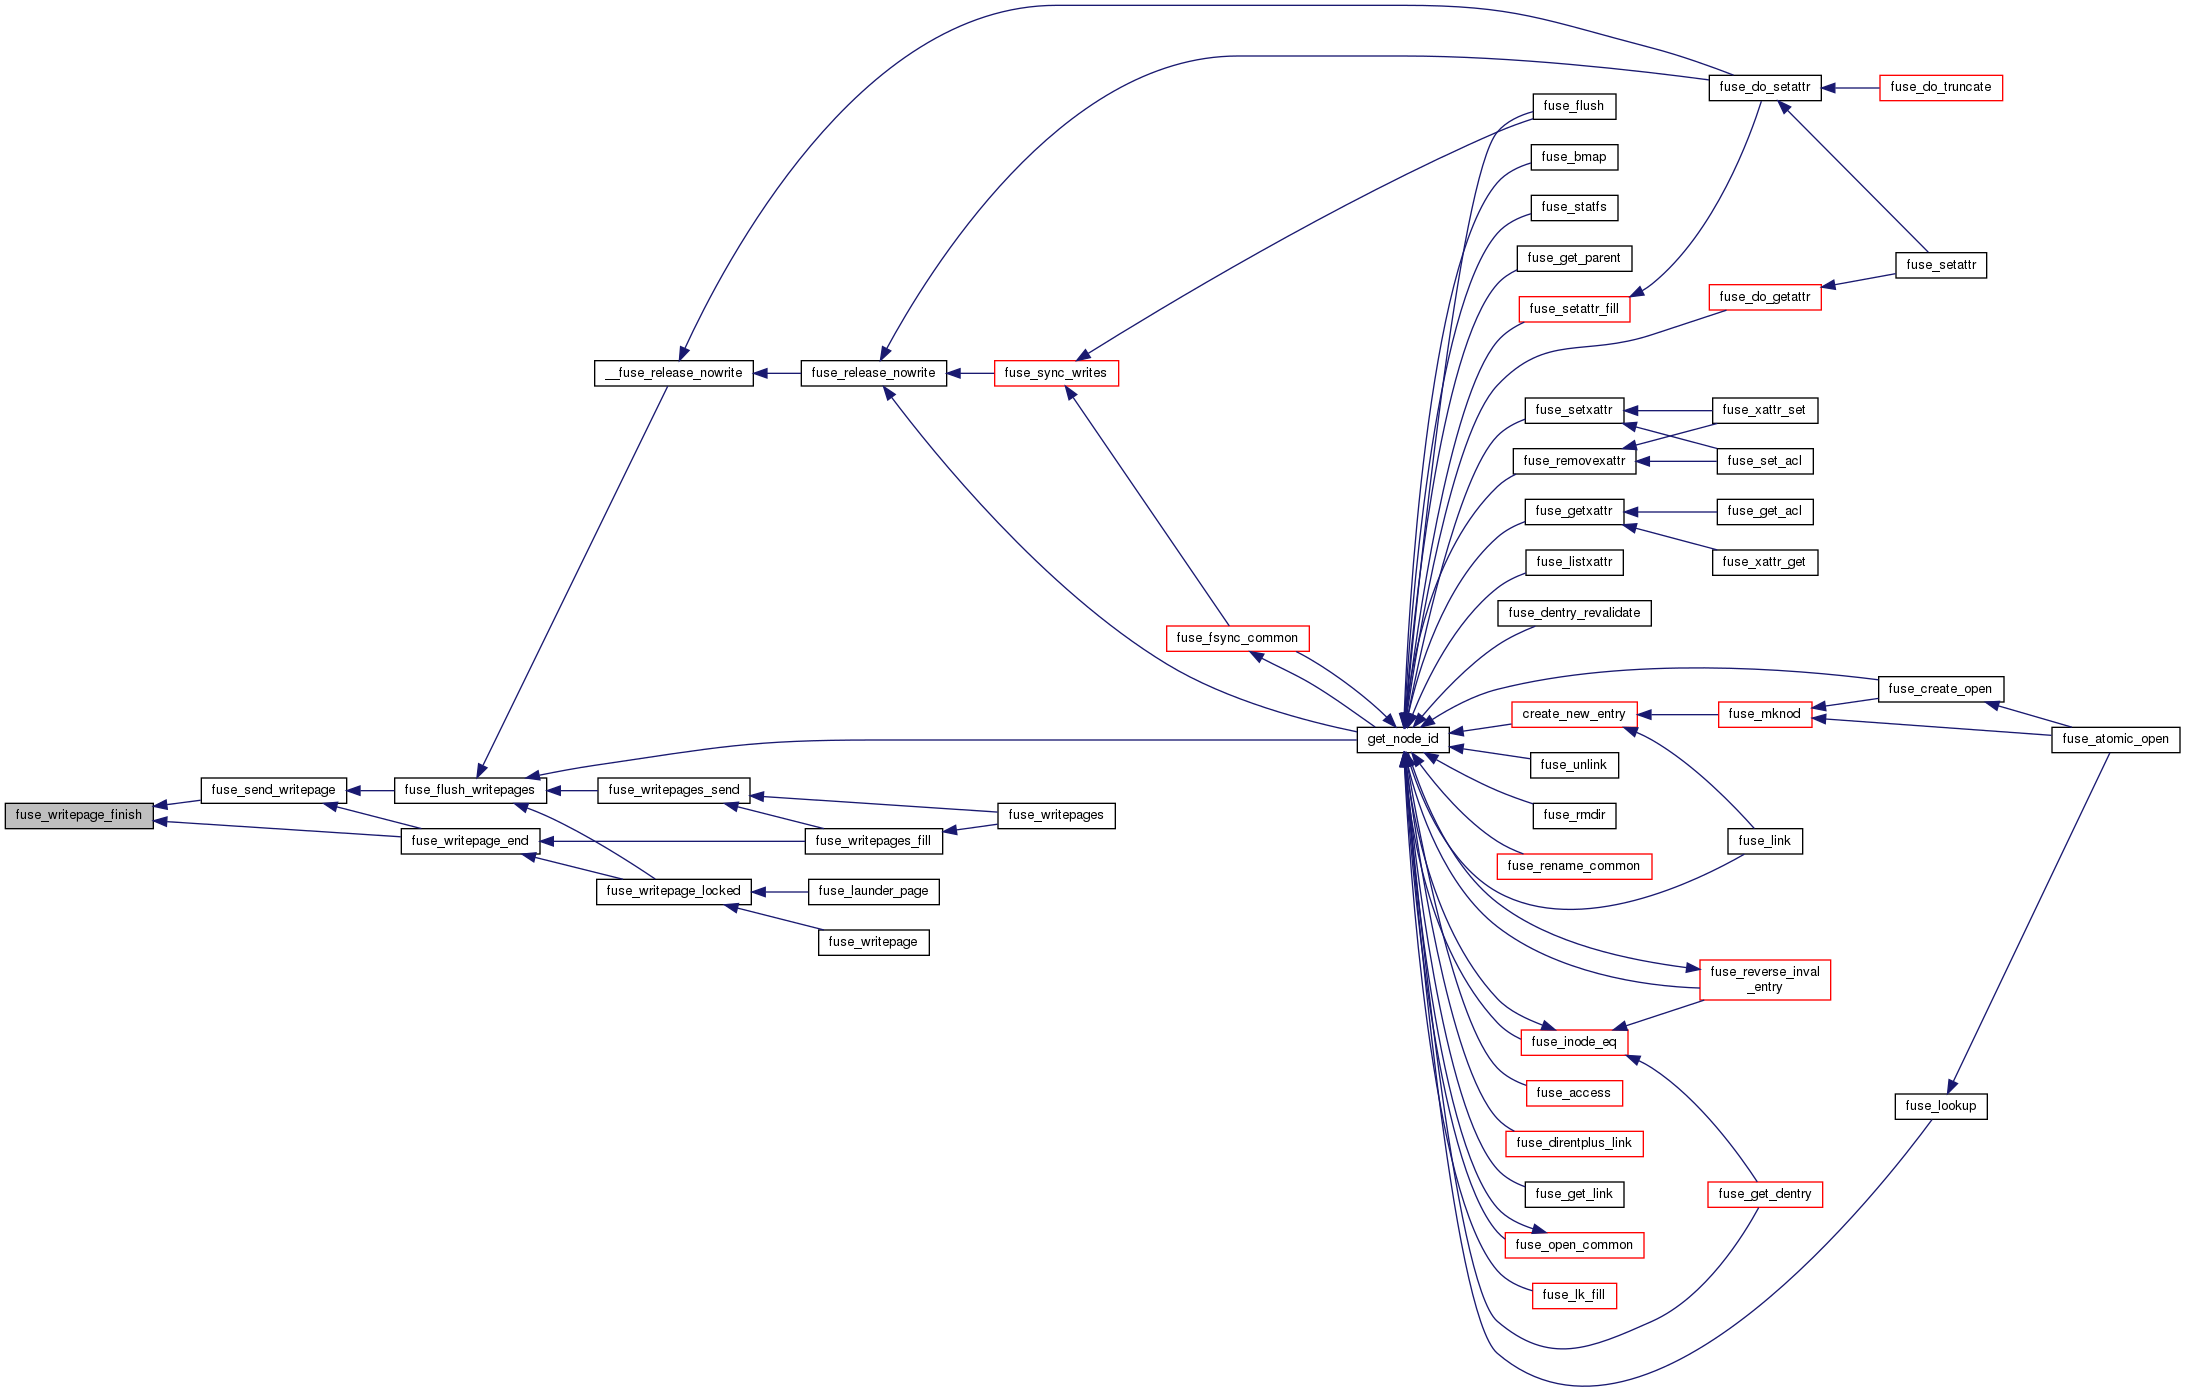 fuse_do_setattr
fuse_do_truncate
fuse_flush
fuse_bmap
fuse_statfs
fuse_get_parent
fuse_setattr
fuse_do_getattr
fuse_setattr_fill
__fuse_release_nowrite
fuse_release_nowrite
fuse_sync_writes
fuse_setxattr
fuse_xattr_set
fuse_removexattr
fuse_set_acl
fuse_getxattr
fuse_get_acl
fuse_listxattr
fuse_xattr_get
fuse_dentry_revalidate
fuse_fsync_common
fuse_create_open
create_new_entry
fuse_mknod
get_node_id
fuse_atomic_open
fuse_unlink
fuse_send_writepage
fuse_flush_writepages
fuse_writepages_send
fuse_writepage_finish
fuse_writepages
fuse_rmdir
fuse_writepage_end
fuse_writepages_fill
fuse_link
fuse_rename_common
fuse_writepage_locked
fuse_launder_page
fuse_writepage
fuse_reverse_inval
_entry
fuse_inode_eq
fuse_access
fuse_lookup
fuse_direntplus_link
fuse_get_link
fuse_get_dentry
fuse_open_common
fuse_lk_fill